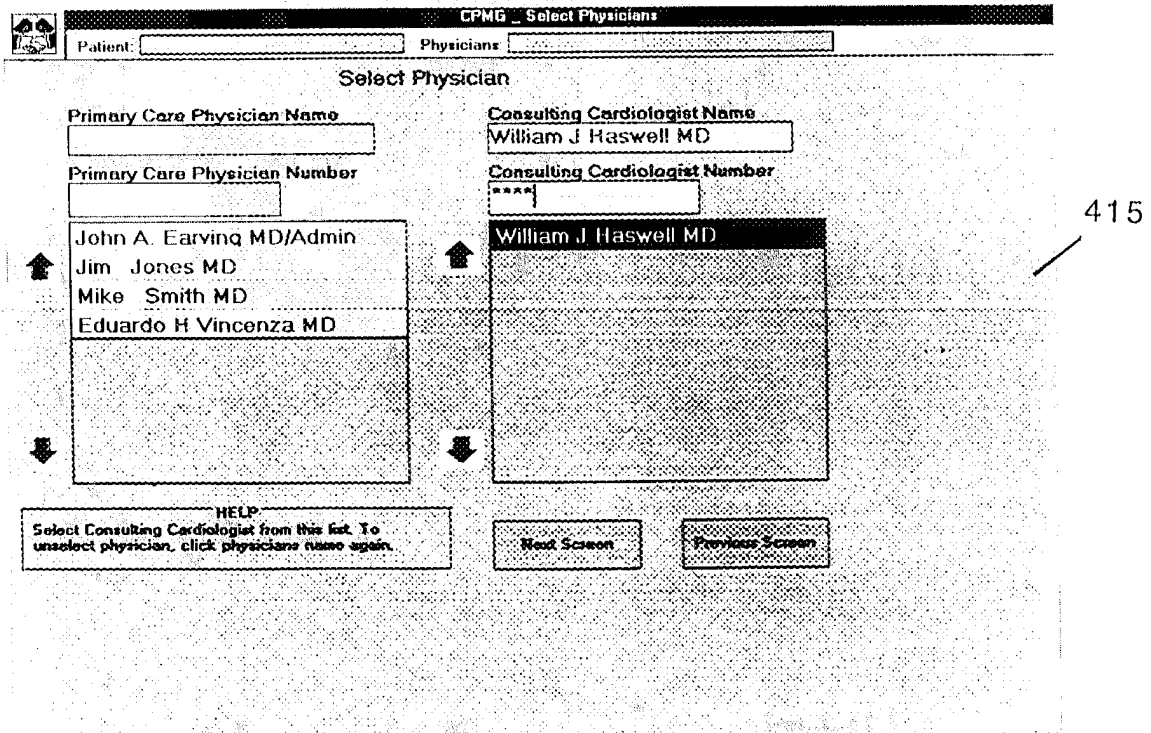 CPMG _ Select Physicians
Patient:
Physicians:
Select Physician
Primary Care Physician Name
Consulting Cardiologist Name
William J Haswell MD
Primary Care Physician Number
Consulting Cardiologist Number
****
415
John A. Earving MD/Admin
William J Haswell MD
Jim Jones MD
Mike Smith MD
Eduardo H Vincenza MD
HELP
Select Consulting Cardiologist from this list. To
unselect physician, click physicians name again.
Next Screen
Previous Screen